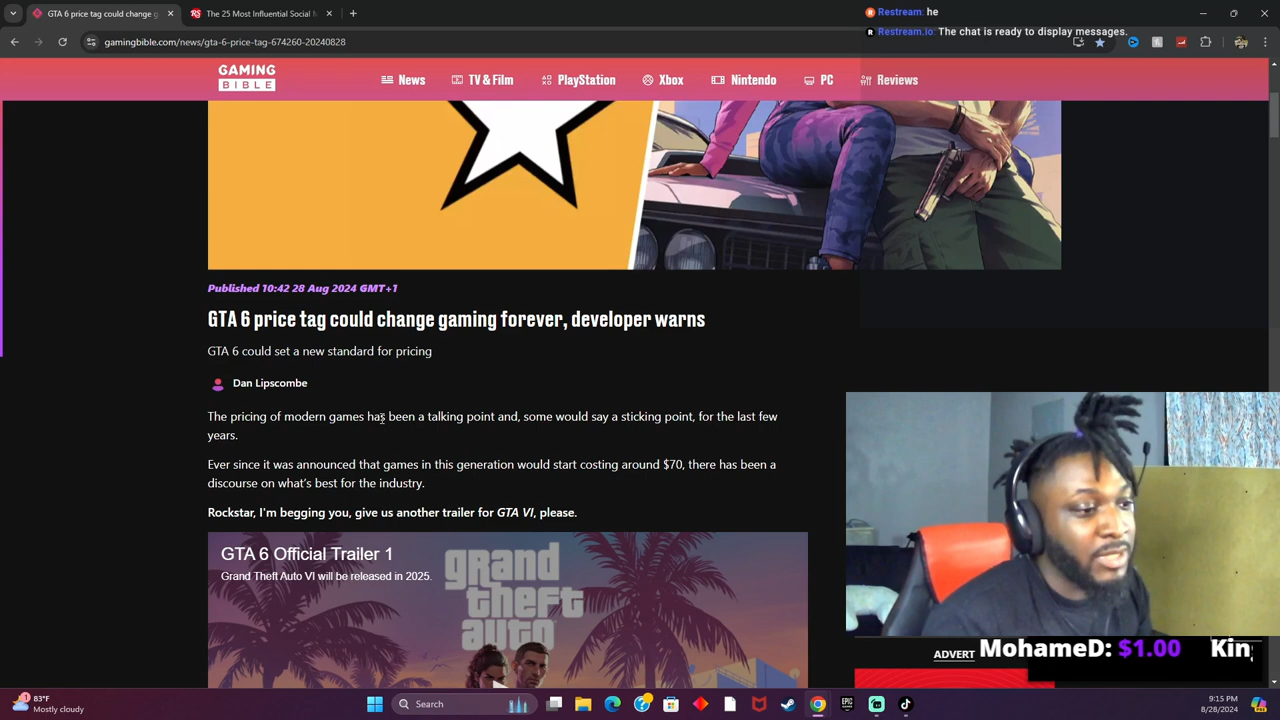 GTA 6 price tag could change g
The 25 Most Influential Social M
Restream: he
Restream.io: The chat is ready to display messages.
gamingbible.com/news/gta-6-price-tag-674260-20240828
GAMING
BIBLE
News
TV & Film
PlayStation
Xbox
Nintendo
PC
Reviews
Published 10:42 28 Aug 2024 GMT+1
GTA 6 price tag could change gaming forever, developer warns
GTA 6 could set a new standard for pricing
Dan Lipscombe
The pricing of modern games has been a talking point and, some would say a sticking point, for the last few
years.
Ever since it was announced that games in this generation would start costing around $70, there has been a
discourse on what's best for the industry.
Rockstar, I'm begging you, give us another trailer for GTA VI, please.
GTA 6 Official Trailer 1
Grand Theft Auto VI will be released in 2025.
grand
theft
auto
ADVERT
MohameD: $1.00 Kin
83°F
Mostly cloudy
Search
9:15 PM
8/28/2024